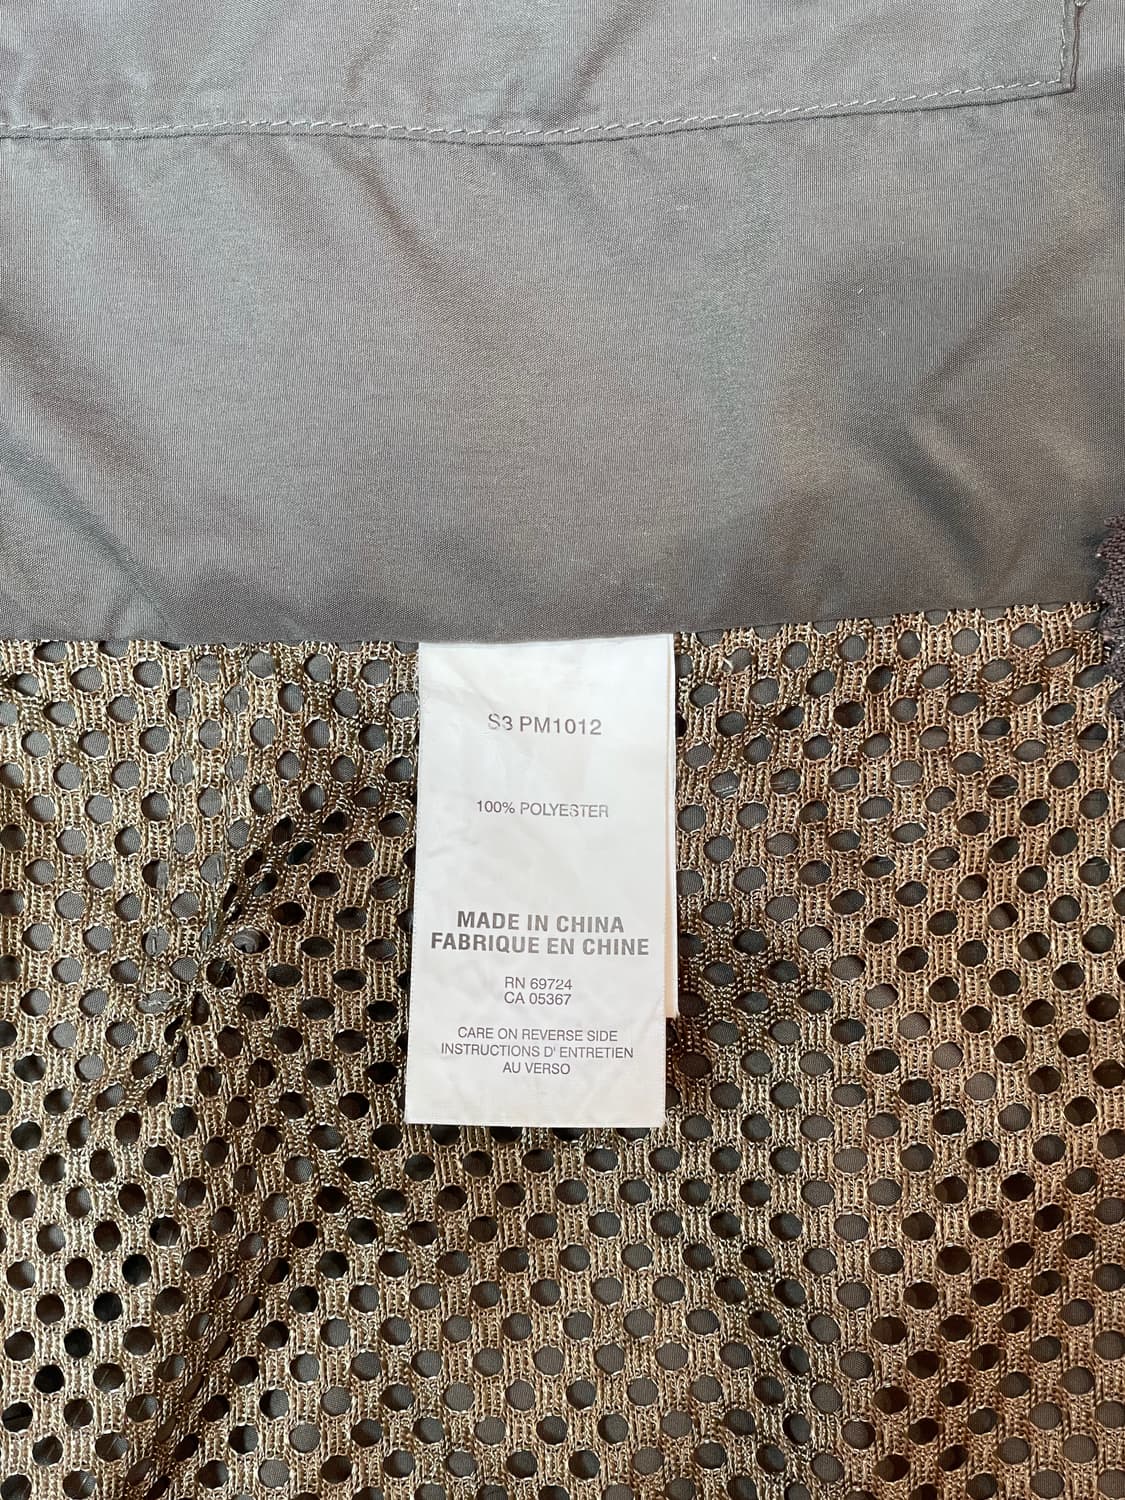 S3 PM1012
100% POLYESTER
MADE IN CHINA
FABRIQUE EN CHINE
RN 69724
CA 05367
CARE ON REVERSE SIDE
INSTRUCTIONS D' ENTRETIEN
AU VERSO